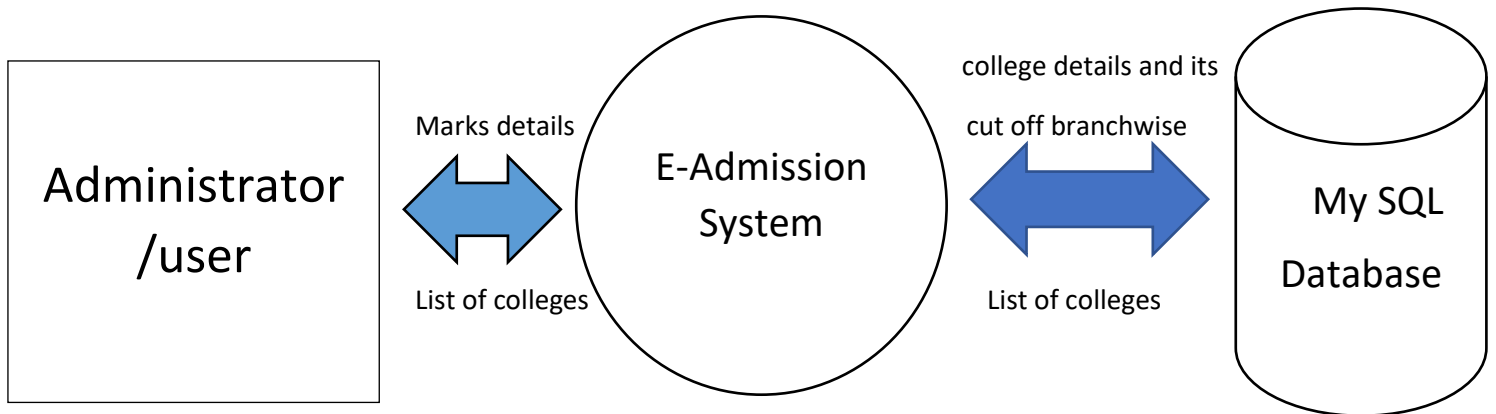 Administrator
/user
Marks details
List of colleges
E-Admission
System
college details and its
cut off branchwise
List of colleges
My SQL
Database